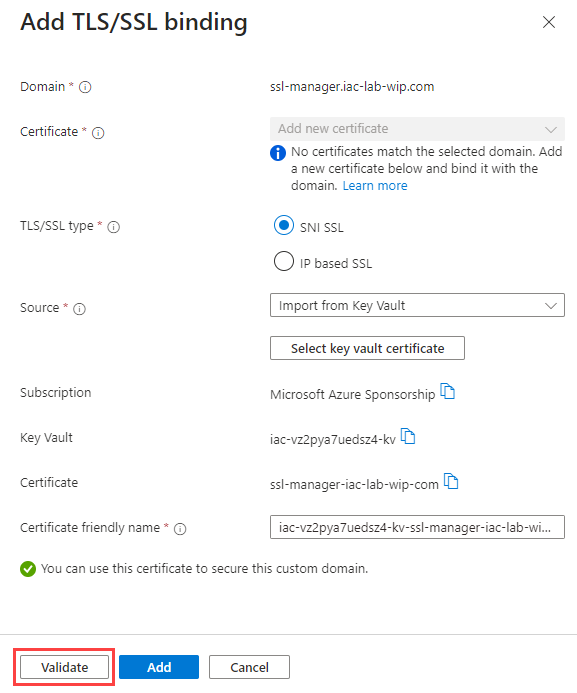 Add TLS/SSL binding
Domain * ssl-manager.iac-lab-wip.com
Certificate * Add new certificate
No certificates match the selected domain. Add
a new certificate below and bind it with the
domain. Learn more
TLS/SSL type * SNI SSL
IP based SSL
Source * Import from Key Vault
Select key vault certificate
Subscription Microsoft Azure Sponsorship
Key Vault iac-vz2pya7uedsz4-kv
Certificate ssl-manager-iac-lab-wip-com
Certificate friendly name * iac-vz2pya7uedsz4-kv-ssl-manager-iac-lab-wi...
You can use this certificate to secure this custom domain.
Validate Add Cancel